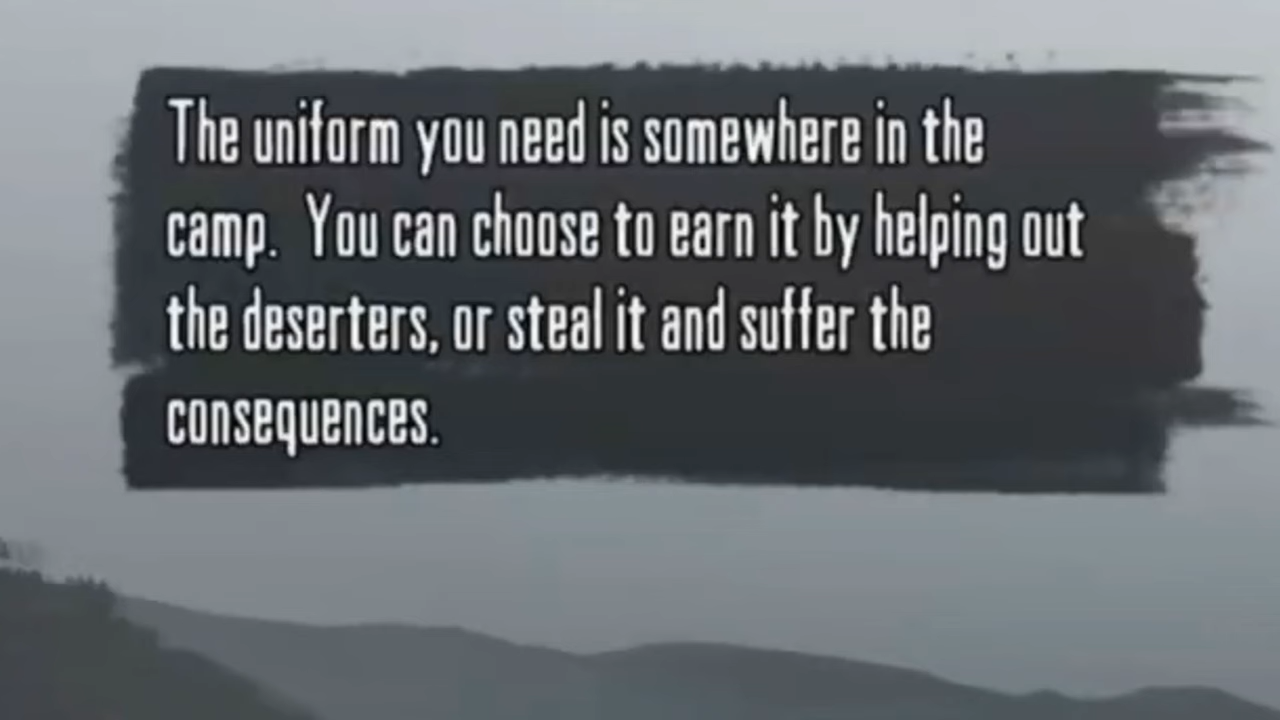 The uniform you need is somewhere in the
camp.  You can choose to earn it by helping out
the deserters, or steal it and suffer the
consequences.